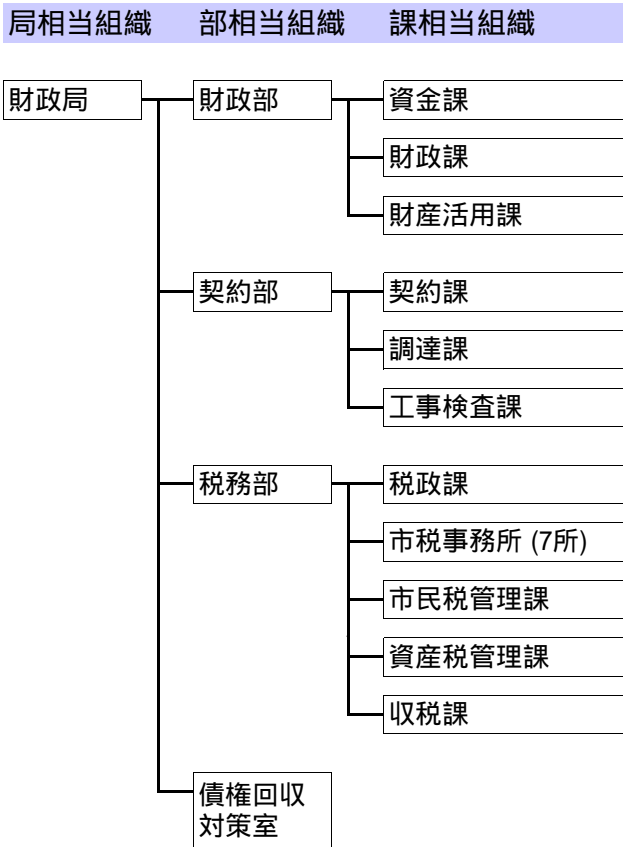 局相当組織 部相当組織 課相当組織
財政局 財政部 資金課
財政課
財産活用課
契約部 契約課
調達課
工事検査課
税務部 税政課
市税事務所 (7所)
市民税管理課
資産税管理課
収税課
債権回収
対策室